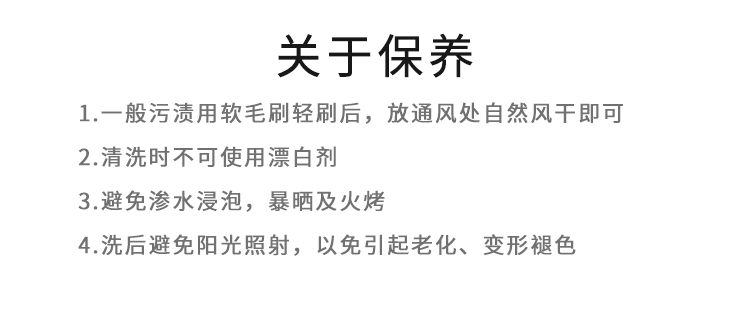 关于保养
1.一般污渍用软毛刷轻刷后，放通风处自然风干即可
2.清洗时不可使用漂白剂
3.避免渗水浸泡，暴晒及火烤
4.洗后避免阳光照射，以免引起老化、变形褪色